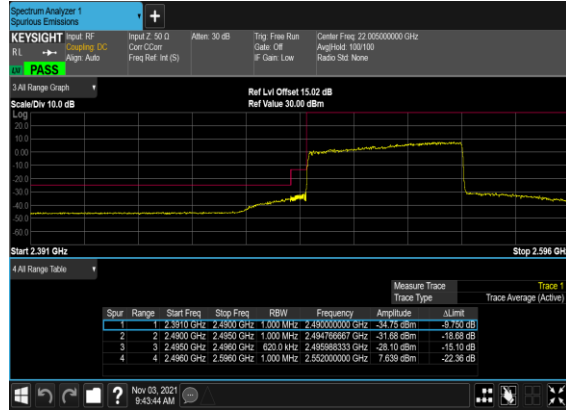 Spectrum Analyzer 1
Spurious Emissions
+
KEYSIGHT Input: RF Input Z: 50 Ω Atten: 30 dB Trig: Free Run Center Freq: 22.005000000 GHz
RL Coupling: DC Corr CCorr Gate: Off Avg|Hold: 100/100
Align: Auto Freq Ref: Int (S) IF Gain: Low Radio Std: None
PASS
3 All Range Graph
Ref Lvl Offset 15.02 dB
Scale/Div 10.0 dB Ref Value 30.00 dBm
Log
20.0
10.0
0.00
-10.0
-20.0
-30.0
-40.0
-50.0
-60.0
Start 2.391 GHz Stop 2.596 GH
4 All Range Table
Measure Trace Trace 1
Trace Type Trace Average (Active)
Spur Range Start Freq Stop Freq RBW Frequency Amplitude ΔLimit
1 1 2.3910 GHz 2.4900 GHz 1.000 MHz 2.490000000 GHz -34.75 dBm -9.750 dB
2 2 2.4900 GHz 2.4950 GHz 1.000 MHz 2.494766667 GHz -31.68 dBm -18.68 dB
3 3 2.4950 GHz 2.4960 GHz 620.0 kHz 2.495988333 GHz -28.10 dBm -15.10 dB
4 4 2.4960 GHz 2.5960 GHz 1.000 MHz 2.552000000 GHz 7.639 dBm -22.36 dB
? Nov 03, 2021
9:43:44 AM